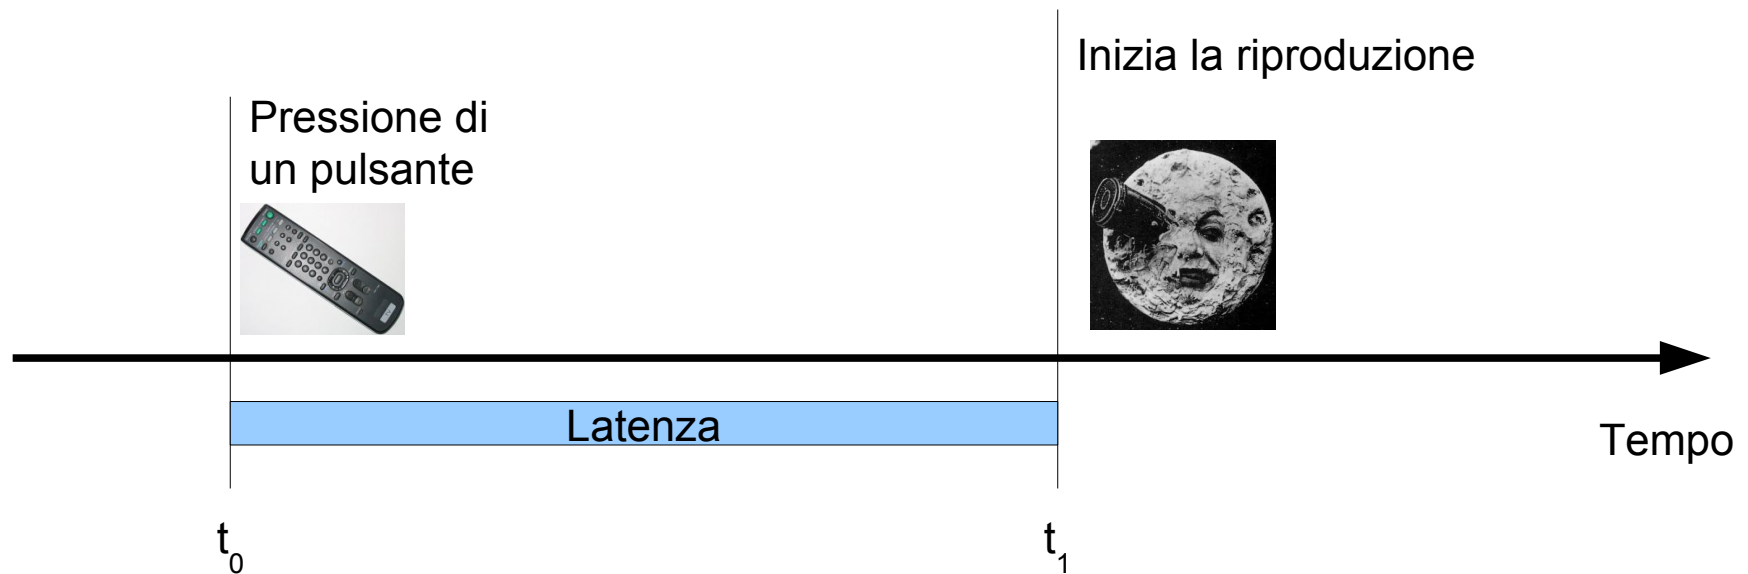 Inizia la riproduzione
Pressione di
un pulsante
Latenza
Tempo
t0
t1